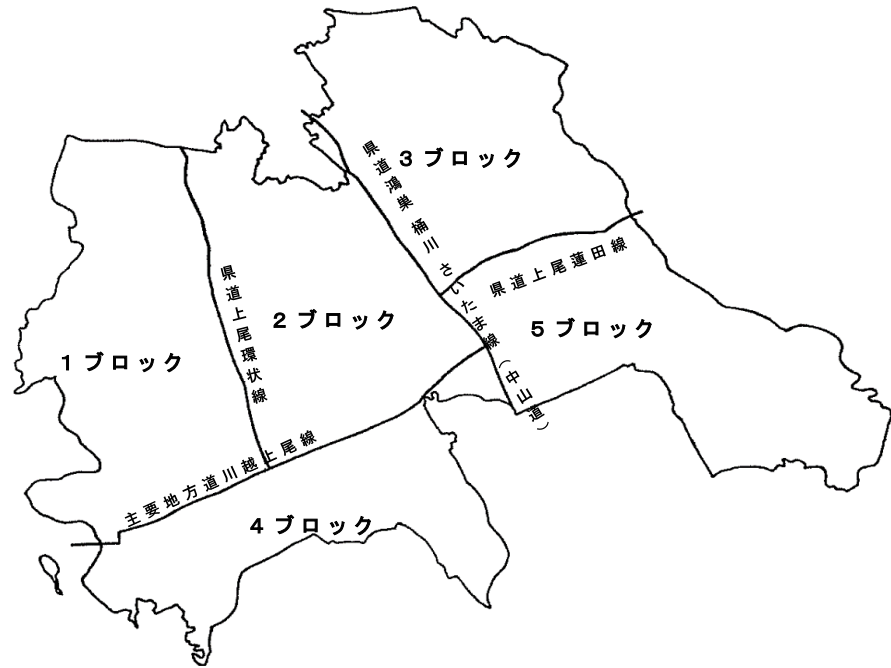 3ブロック
県道鴻巣桶川さいたま線(中山道)
県道上尾蓮田線
県道上尾環状線
2ブロック
5ブロック
1ブロック
主要地方道川越上尾線
4ブロック